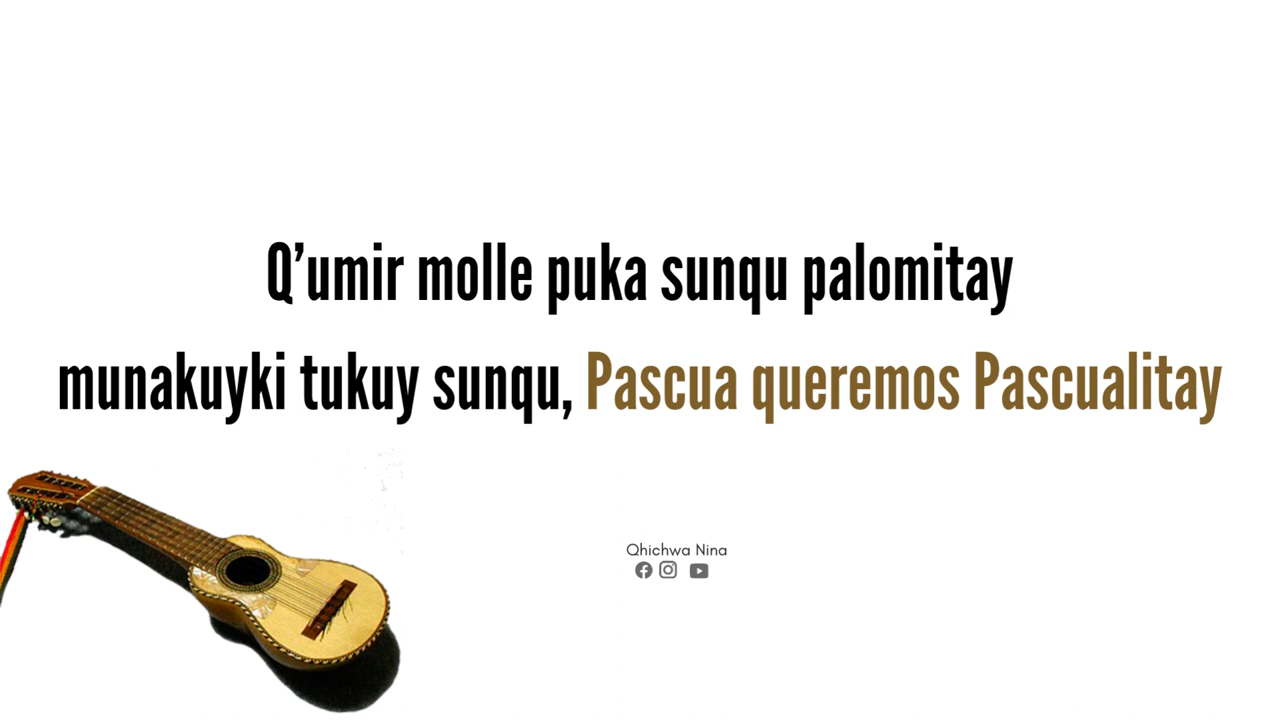 Q’umir molle puka sunqu palomitay
munakuyki tukuy sunqu, Pascua queremos Pascualitay
Qhichwa Nina